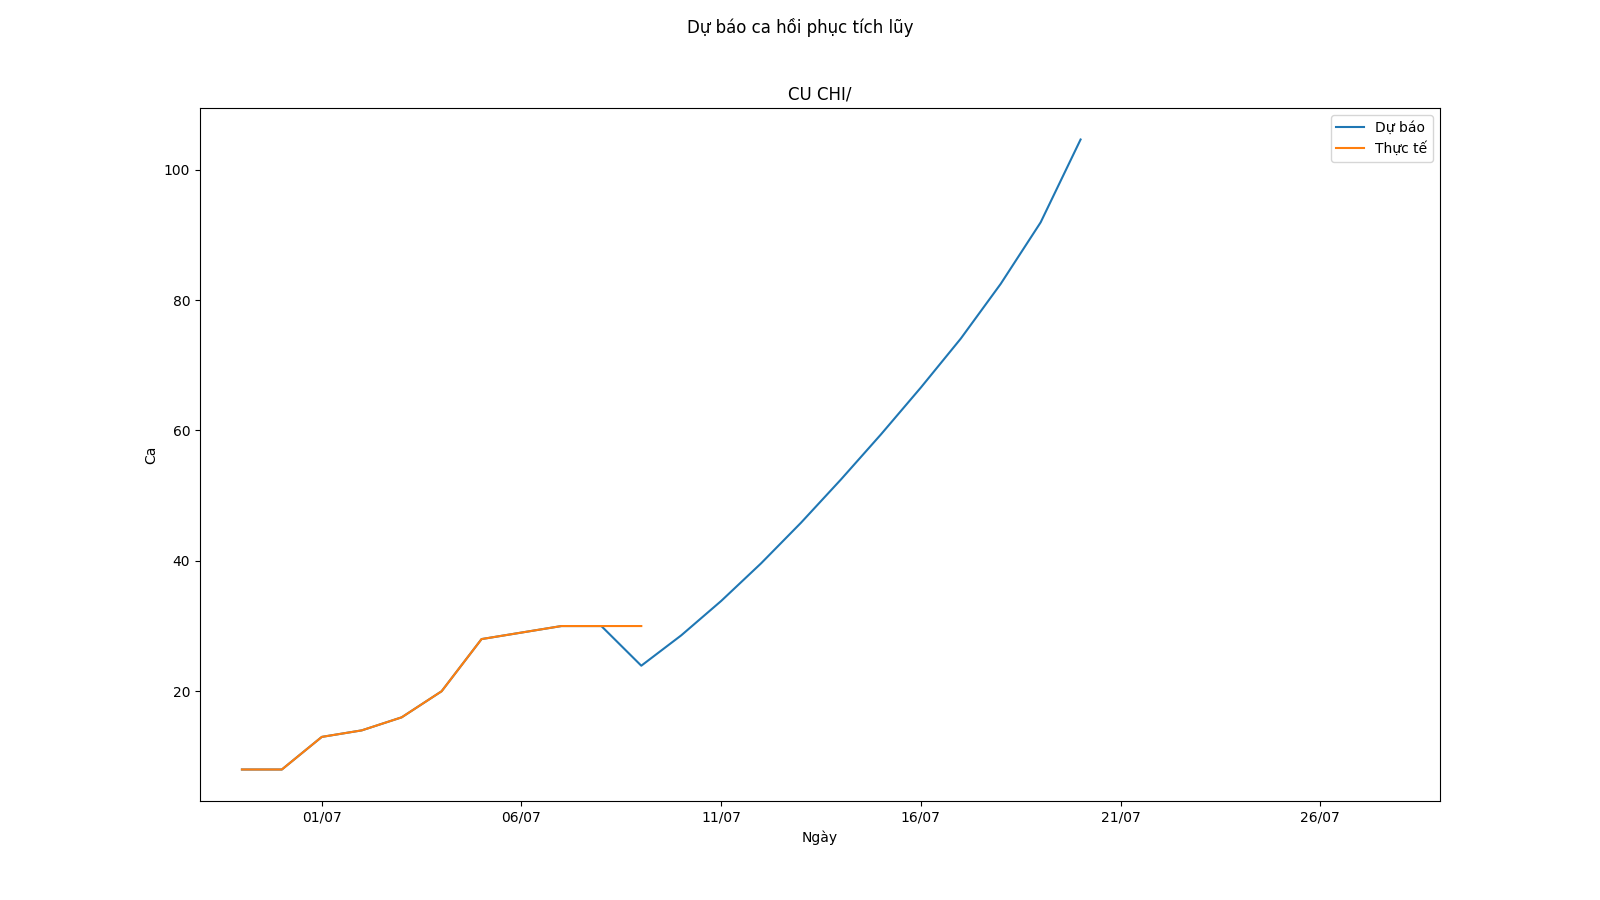 Dự báo ca hồi phục tích lũy
CU CHI/
Dự báo
Thực tế
100
80
60
40
20
Ca
01/07 06/07 11/07 16/07 21/07 26/07
Ngày